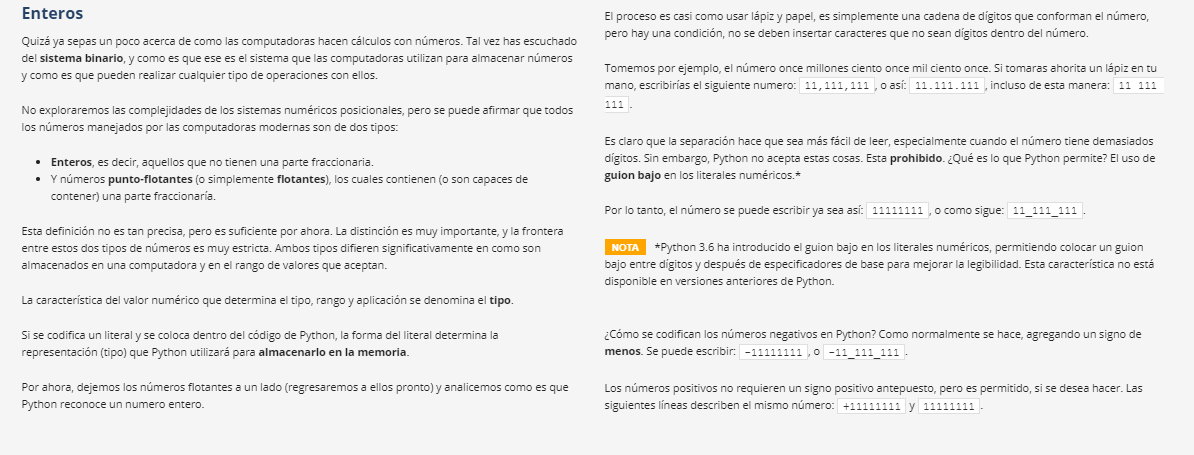 Enteros
Quizá ya sepas un poco acerca de como las computadoras hacen cálculos con números. Tal vez has escuchado
del sistema binario, y como es que ese es el sistema que las computadoras utilizan para almacenar números
y como es que pueden realizar cualquier tipo de operaciones con ellos.
No exploraremos las complejidades de los sistemas numéricos posicionales, pero se puede afirmar que todos
los números manejados por las computadoras modernas son de dos tipos:
• Enteros, es decir, aquellos que no tienen una parte fraccionaria.
• Y números punto-flotantes (o simplemente flotantes), los cuales contienen (o son capaces de
contener) una parte fraccionaría.
Esta definición no es tan precisa, pero es suficiente por ahora. La distinción es muy importante, y la frontera
entre estos dos tipos de números es muy estricta. Ambos tipos difieren significativamente en como son
almacenados en una computadora y en el rango de valores que aceptan.
La característica del valor numérico que determina el tipo, rango y aplicación se denomina el tipo.
Si se codifica un literal y se coloca dentro del código de Python, la forma del literal determina la
representación (tipo) que Python utilizará para almacenarlo en la memoria.
Por ahora, dejemos los números flotantes a un lado (regresaremos a ellos pronto) y analicemos como es que
Python reconoce un numero entero.
El proceso es casi como usar lápiz y papel, es simplemente una cadena de dígitos que conforman el número,
pero hay una condición, no se deben insertar caracteres que no sean dígitos dentro del número.
Tomemos por ejemplo, el número once millones ciento once mil ciento once. Si tomaras ahorita un lápiz en tu
mano, escribirías el siguiente numero: 11,111,111 , o así: 11.111.111 , incluso de esta manera: 11 111
111 .
Es claro que la separación hace que sea más fácil de leer, especialmente cuando el número tiene demasiados
dígitos. Sin embargo, Python no acepta estas cosas. Esta prohibido. ¿Qué es lo que Python permite? El uso de
guion bajo en los literales numéricos.*
Por lo tanto, el número se puede escribir ya sea así: 11111111 , o como sigue: 11_111_111 .
NOTA *Python 3.6 ha introducido el guion bajo en los literales numéricos, permitiendo colocar un guion
bajo entre dígitos y después de especificadores de base para mejorar la legibilidad. Esta característica no está
disponible en versiones anteriores de Python.
¿Cómo se codifican los números negativos en Python? Como normalmente se hace, agregando un signo de
menos. Se puede escribir: -11111111 , o -11_111_111 .
Los números positivos no requieren un signo positivo antepuesto, pero es permitido, si se desea hacer. Las
siguientes líneas describen el mismo número: +11111111 y 11111111 .